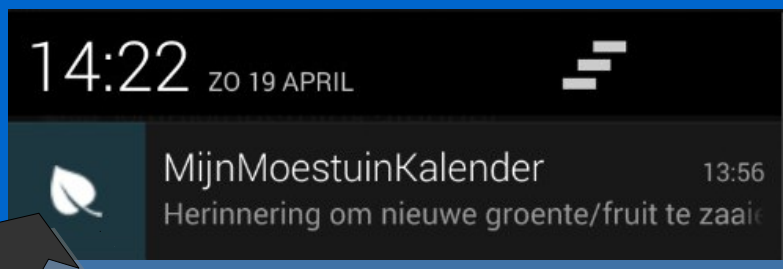 14:22 ZO 19 APRIL
MijnMoestuinKalender 13:56
Herinnering om nieuwe groente/fruit te